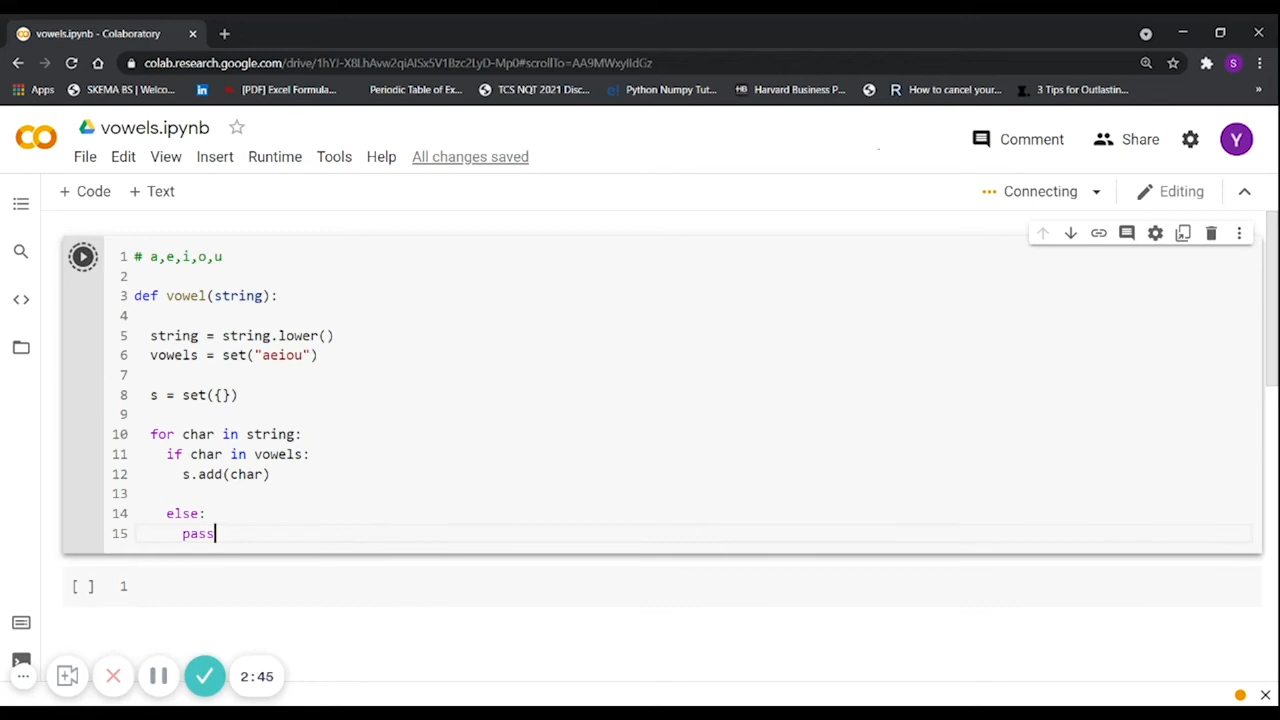 vowels.ipynb - Colaboratory
colab.research.google.com/drive/1hYJ-X8LhAvw2qiAlSx5V1Bzc2LyD-Mp0#scrollTo=AA9MWxyIIdGz
Apps SKEMA BS | Welco... in [PDF] Excel Formula... Periodic Table of Ex... TCS NQT 2021 Disc... Python Numpy Tut... HB Harvard Business P... R How to cancel your... 3 Tips for Outlastin... »
CO vowels.ipynb
Comment Share Y
File Edit View Insert Runtime Tools Help All changes saved
+ Code + Text Connecting Editing
1 # a,e,i,o,u
2
3 def vowel(string):
4
5 string = string.lower()
6 vowels = set("aeiou")
7
8 s = set({})
9
10 for char in string:
11 if char in vowels:
12 s.add(char)
13
14 else:
15 pass
[ ] 1
2:45